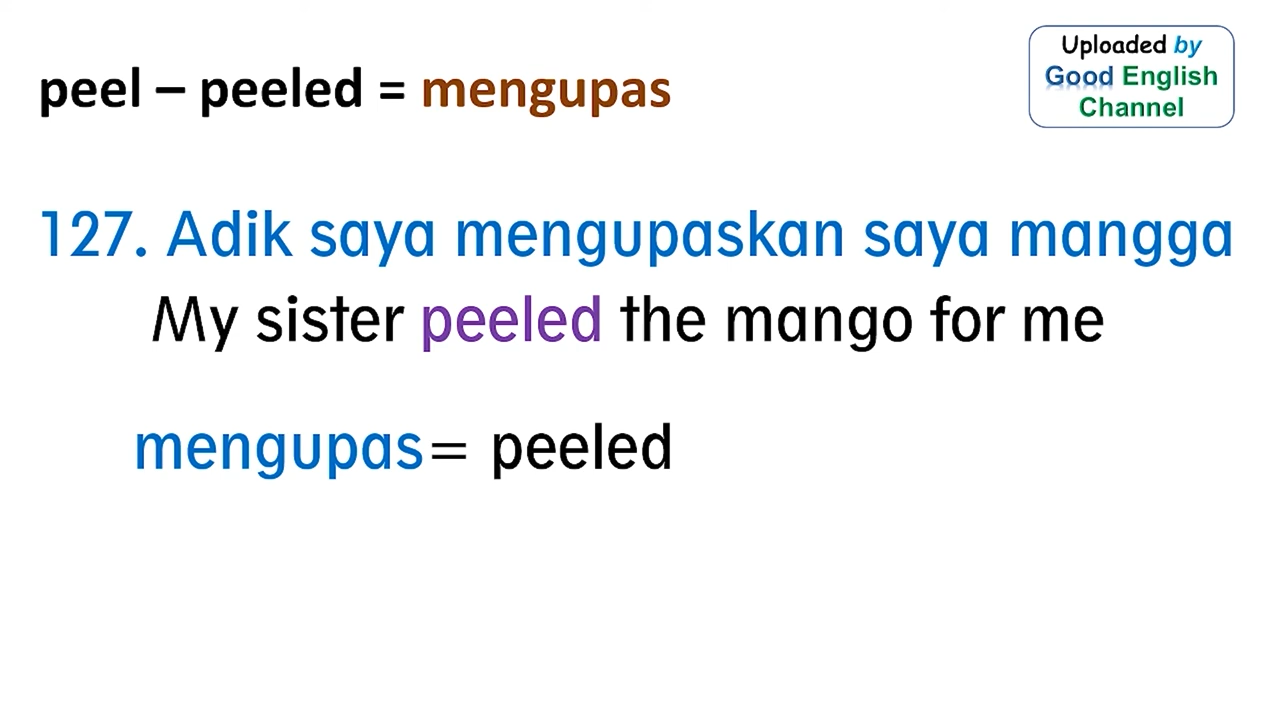 peel – peeled = mengupas
Uploaded by
Good English
Channel
127. Adik saya mengupaskan saya mangga
My sister peeled the mango for me
mengupas= peeled